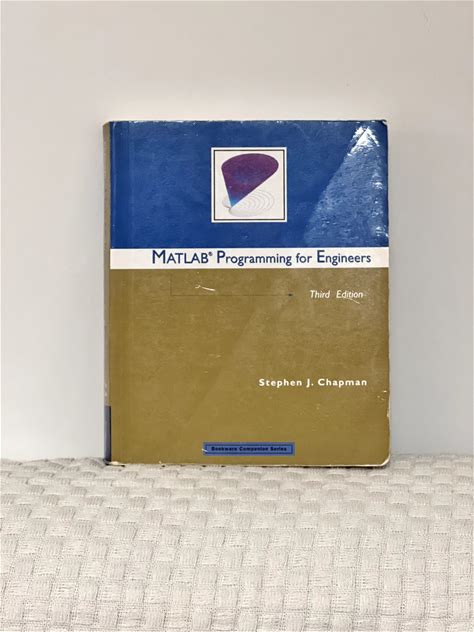 MATLAB® Programming for Engineers
Third Edition
Stephen J. Chapman
Bookware Companion Series